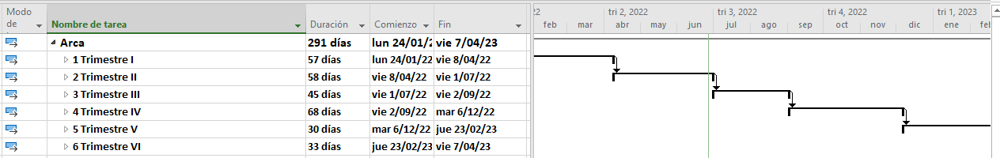 Modo de
Nombre de tarea
Duración
Comienzo
Fin
22
tri 2, 2022
tri 3, 2022
tri 4, 2022
tri 1, 2023
feb mar abr may jun jul ago sep oct nov dic ene feb
Arca 291 días lun 24/01/2 vie 7/04/23
1 Trimestre I 57 días lun 24/01/22 vie 8/04/22
2 Trimestre II 58 días vie 8/04/22 vie 1/07/22
3 Trimestre III 45 días vie 1/07/22 vie 2/09/22
4 Trimestre IV 68 días vie 2/09/22 mar 6/12/22
5 Trimestre V 30 días mar 6/12/22 jue 23/02/23
6 Trimestre VI 33 días jue 23/02/23 vie 7/04/23